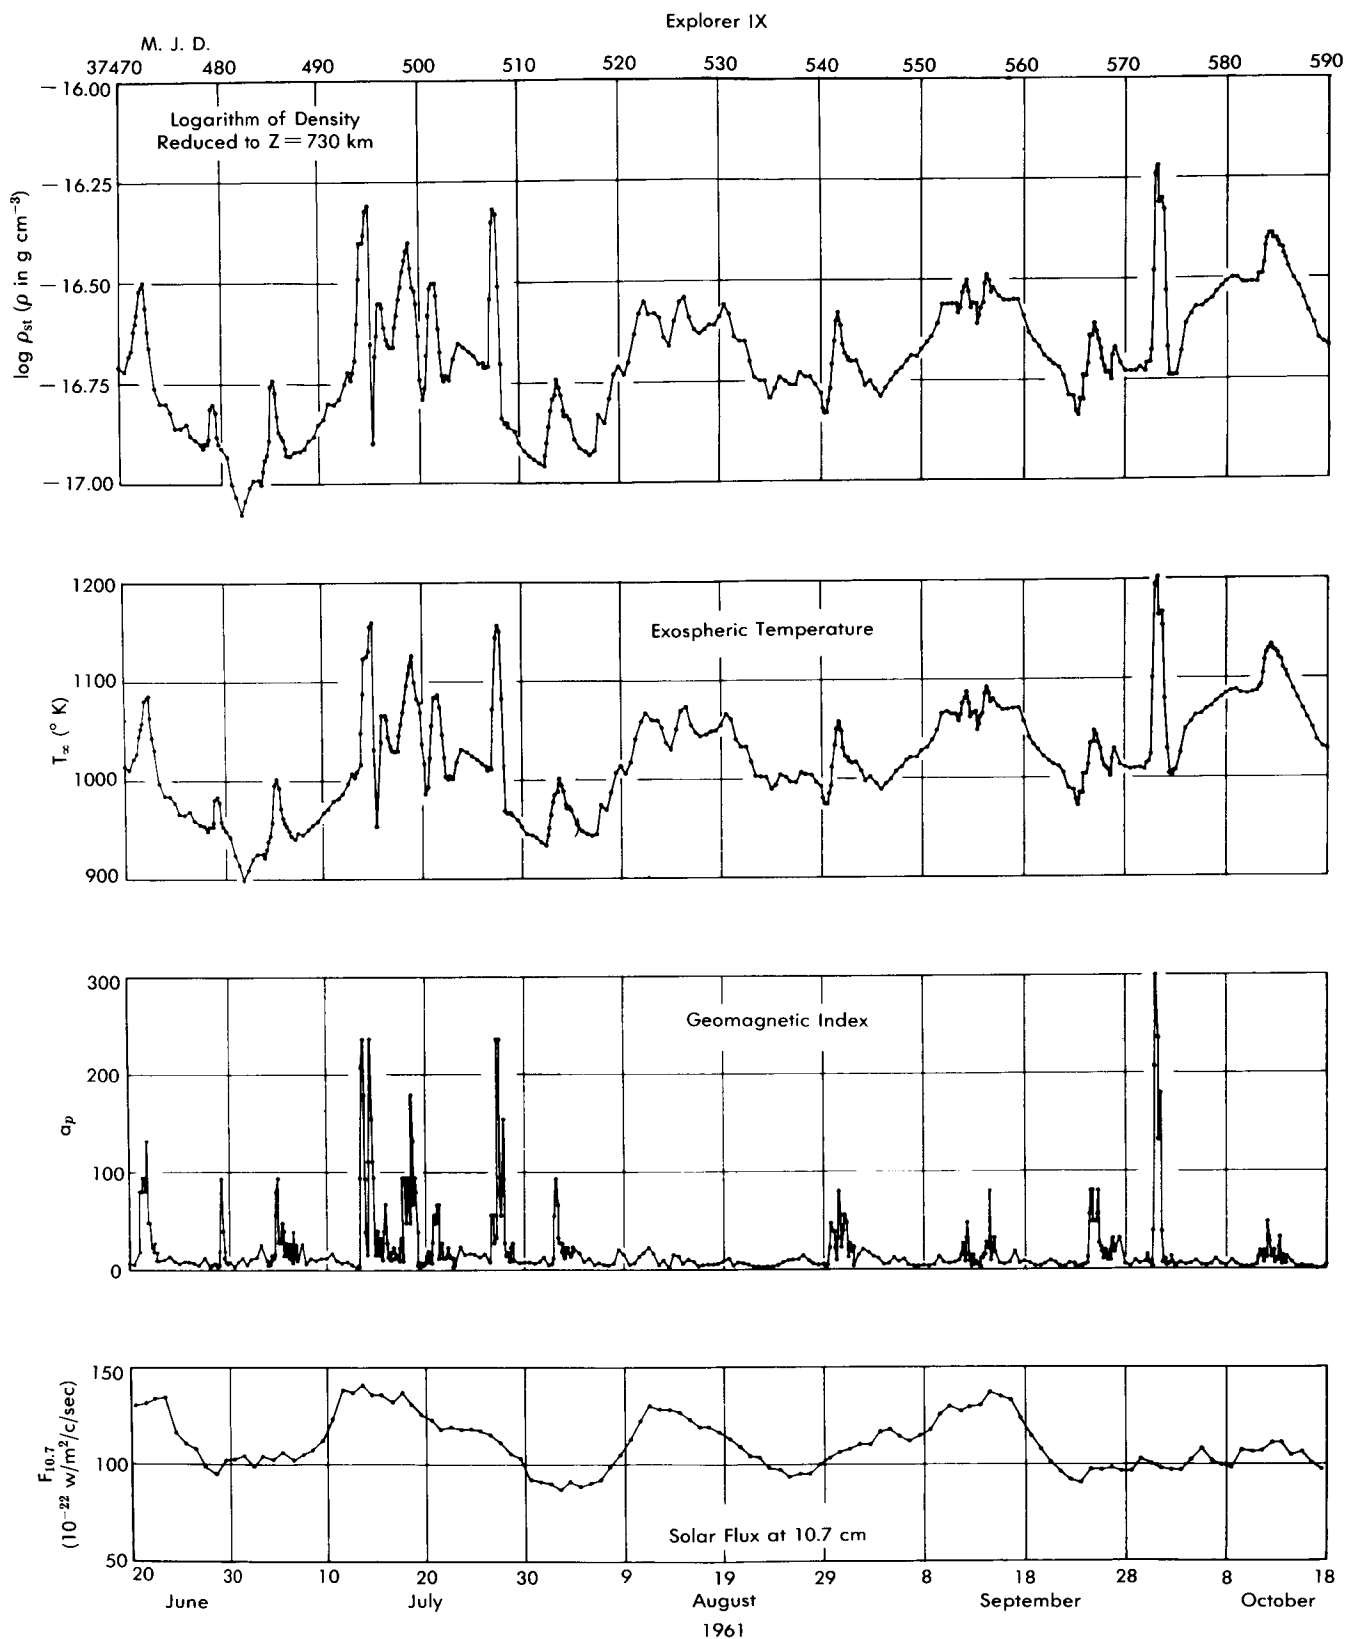 Explorer IX
M. J. D.
37470 480 490 500 510 520 530 540 550 560 570 580 590
−16.00
Logarithm of Density
Reduced to Z = 730 km
−16.25
log ρst (ρ in g cm⁻³)
−16.50
−16.75
−17.00
1200
Exospheric Temperature
1100
T∞ (° K)
1000
900
300
Geomagnetic Index
200
ap
100
0
150
F10.7
(10⁻²² w/m²/c/sec)
100
Solar Flux at 10.7 cm
50
20 30 10 20 30 9 19 29 8 18 28 8 18
June July August September October
1961